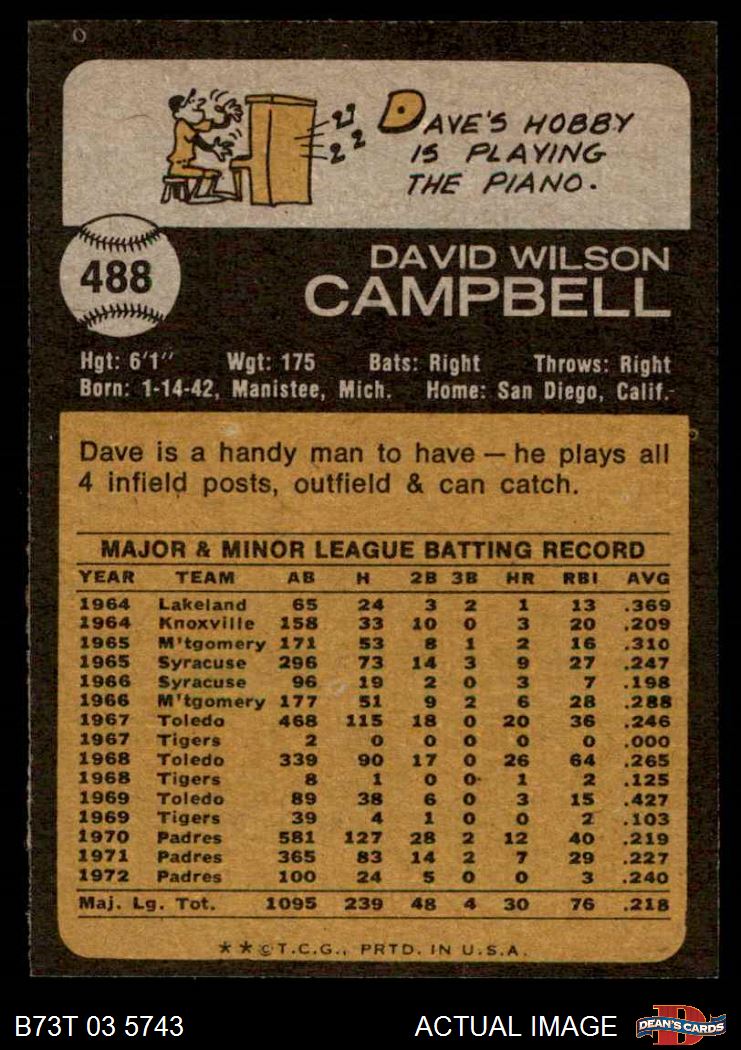 DAVE'S HOBBY
IS PLAYING
THE PIANO.
488
DAVID WILSON
CAMPBELL
Hgt: 6'1" Wgt: 175 Bats: Right Throws: Right
Born: 1-14-42, Manistee, Mich. Home: San Diego, Calif.
Dave is a handy man to have — he plays all
4 infield posts, outfield & can catch.
MAJOR & MINOR LEAGUE BATTING RECORD
YEAR TEAM AB H 2B 3B HR RBI AVG
1964 Lakeland 65 24 3 2 1 13 .369
1964 Knoxville 158 33 10 0 3 20 .209
1965 M'tgomery 171 53 8 1 2 16 .310
1965 Syracuse 296 73 14 3 9 27 .247
1966 Syracuse 96 19 2 0 3 7 .198
1966 M'tgomery 177 51 9 2 6 28 .288
1967 Toledo 468 115 18 0 20 36 .246
1967 Tigers 2 0 0 0 0 0 .000
1968 Toledo 339 90 17 0 26 64 .265
1968 Tigers 8 1 0 0 1 2 .125
1969 Toledo 89 38 6 0 3 15 .427
1969 Tigers 39 4 1 0 0 2 .103
1970 Padres 581 127 28 2 12 40 .219
1971 Padres 365 83 14 2 7 29 .227
1972 Padres 100 24 5 0 0 3 .240
Maj. Lg. Tot. 1095 239 48 4 30 76 .218
**©T.C.G., PRTD. IN U.S.A.
B73T 03 5743 ACTUAL IMAGE D DEAN'S CARDS